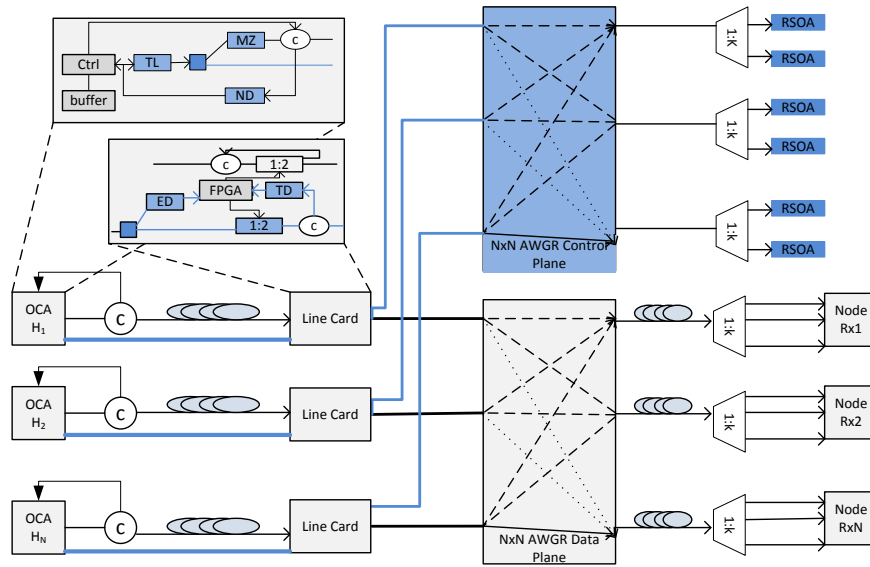 MZ
c
Ctrl
TL
ND
buffer
c
1:2
FPGA
TD
ED
1:2
c
NxN AWGR Control
Plane
1:k
RSOA
RSOA
1:k
RSOA
RSOA
1:k
RSOA
RSOA
OCA
H1
C
Line Card
OCA
H2
C
Line Card
OCA
HN
C
Line Card
NxN AWGR Data
Plane
1:k
Node
Rx1
1:k
Node
Rx2
1:k
Node
RxN